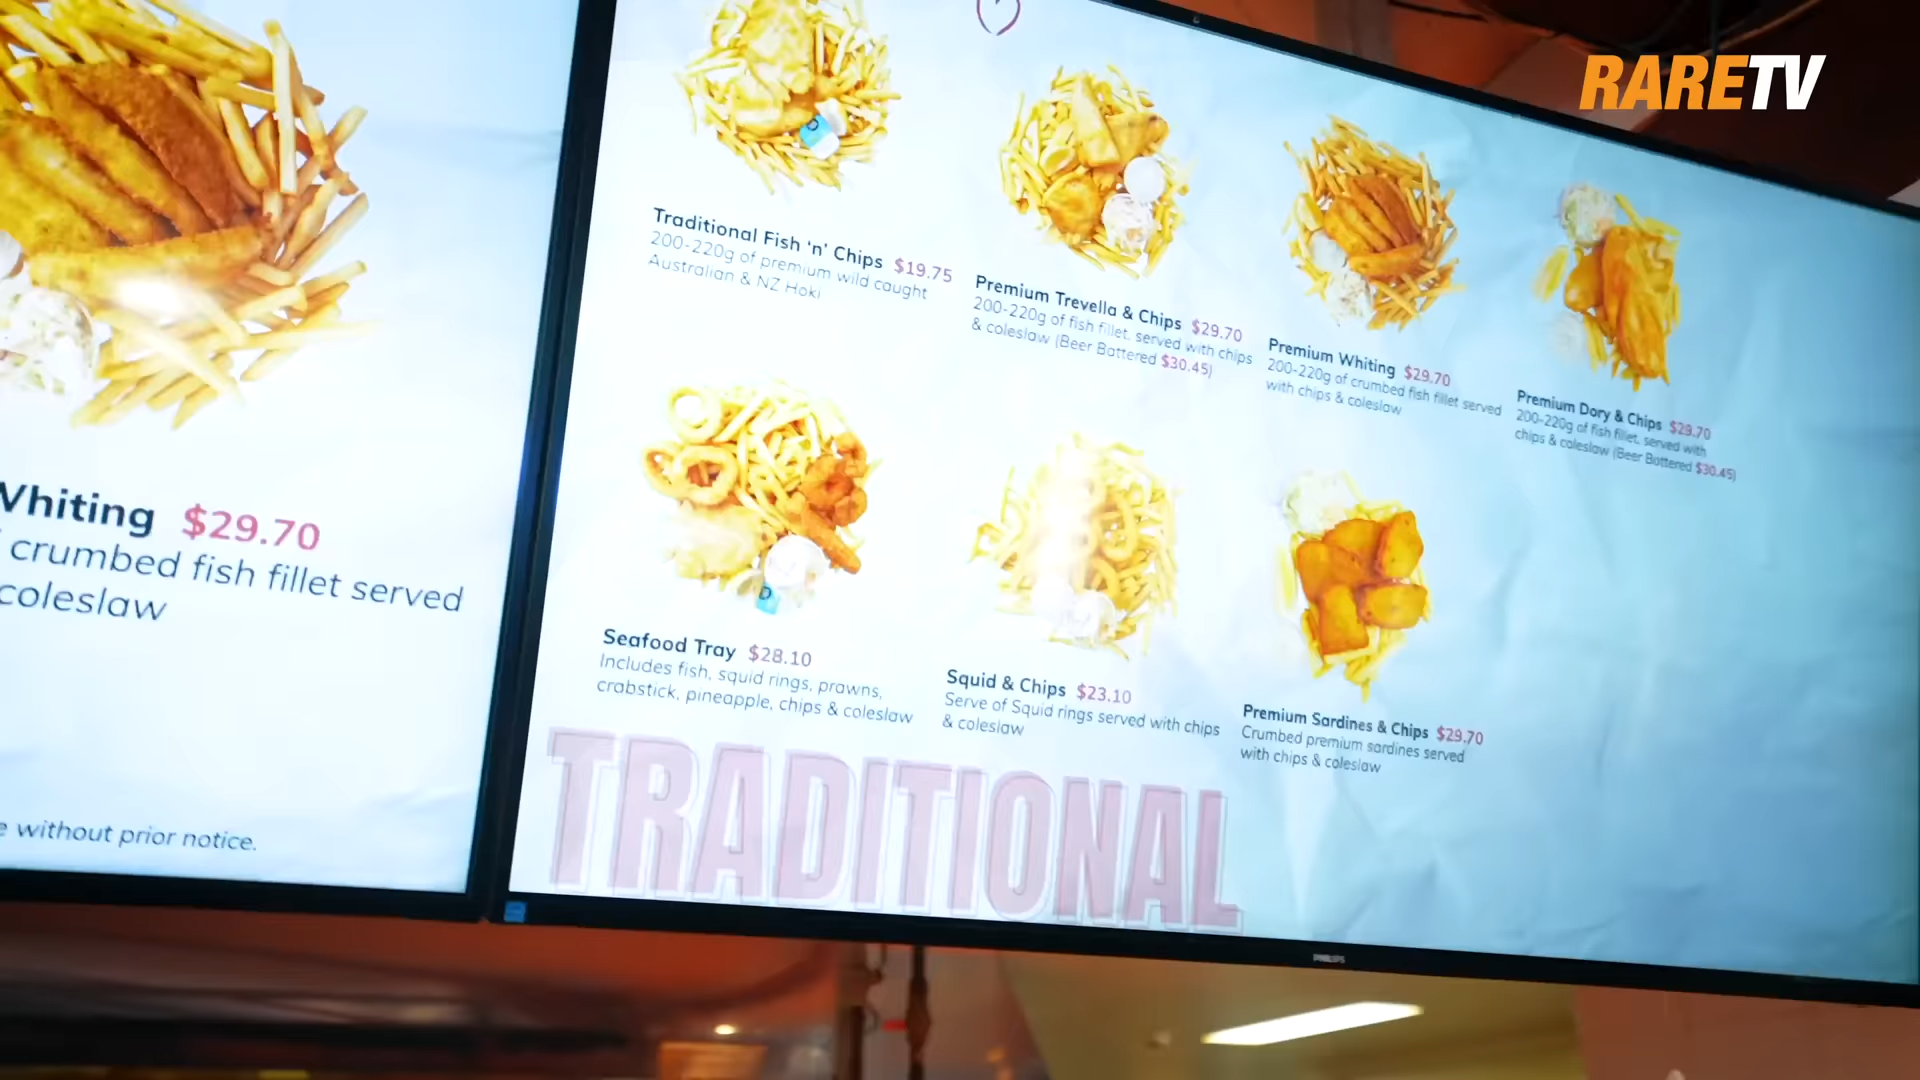 RARETV
Whiting $29.70
crumbed fish fillet served
coleslaw
without prior notice.
Traditional Fish 'n' Chips $19.75
200-220g of premium wild caught
Australian & NZ Hoki
Premium Trevella & Chips $29.70
200-220g of fish fillet, served with chips
& coleslaw (Beer Battered $30.45)
Premium Whiting $29.70
200-220g of crumbed fish fillet served
with chips & coleslaw
Premium Dory & Chips $29.70
200-220g of fish fillet, served with
chips & coleslaw (Beer Battered $30.45)
Seafood Tray $28.10
Includes fish, squid rings, prawns,
crabstick, pineapple, chips & coleslaw
Squid & Chips $23.10
Serve of Squid rings served with chips
& coleslaw
Premium Sardines & Chips $29.70
Crumbed premium sardines served
with chips & coleslaw
TRADITIONAL
PHILIPS